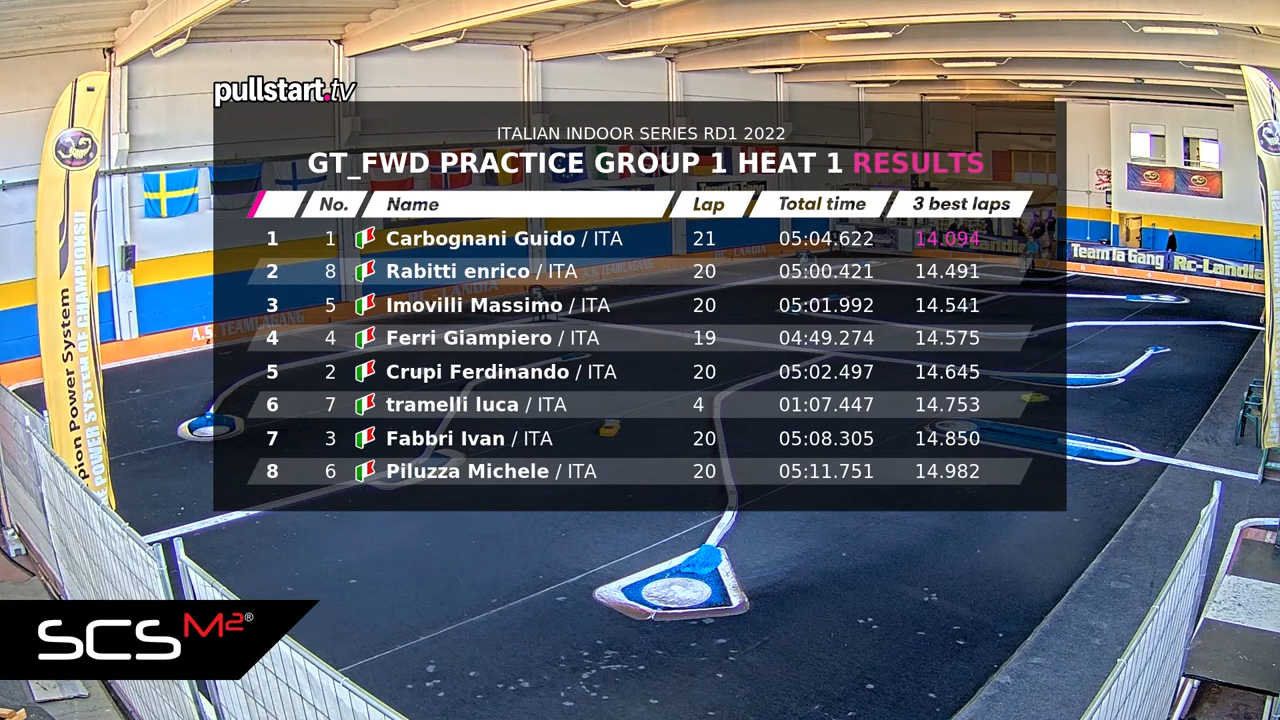 pullstart.tv
ITALIAN INDOOR SERIES RD1 2022
GT_FWD PRACTICE GROUP 1 HEAT 1 RESULTS
No. Name Lap Total time 3 best laps
1 1 Carbognani Guido / ITA 21 05:04.622 14.094
2 8 Rabitti enrico / ITA 20 05:00.421 14.491
3 5 Imovilli Massimo / ITA 20 05:01.992 14.541
4 4 Ferri Giampiero / ITA 19 04:49.274 14.575
5 2 Crupi Ferdinando / ITA 20 05:02.497 14.645
6 7 tramelli luca / ITA 4 01:07.447 14.753
7 3 Fabbri Ivan / ITA 20 05:08.305 14.850
8 6 Piluzza Michele / ITA 20 05:11.751 14.982
Team la Gang Rc-Landia
A.S. TEAMLAGANG
pion Power System
POWER SYSTEM OF CHAMPIONS!!
SCS M2®